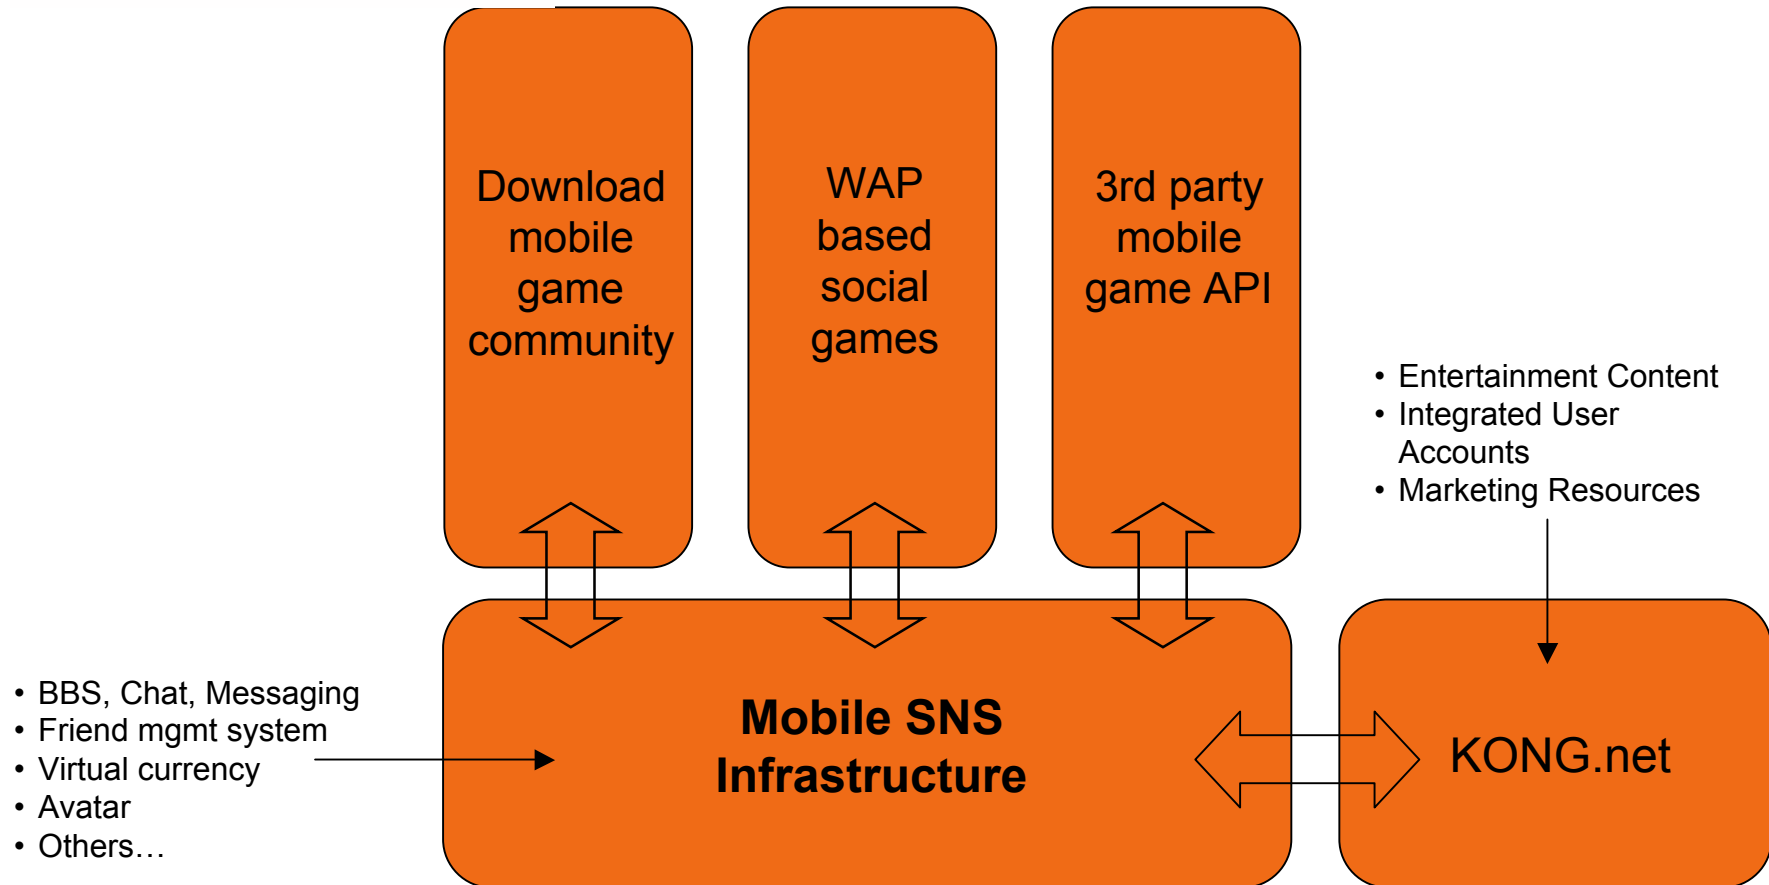 Download
mobile
game
community
WAP
based
social
games
3rd party
mobile
game API
• Entertainment Content
• Integrated User
Accounts
• Marketing Resources
• BBS, Chat, Messaging
• Friend mgmt system
• Virtual currency
• Avatar
• Others…
Mobile SNS
Infrastructure
KONG.net